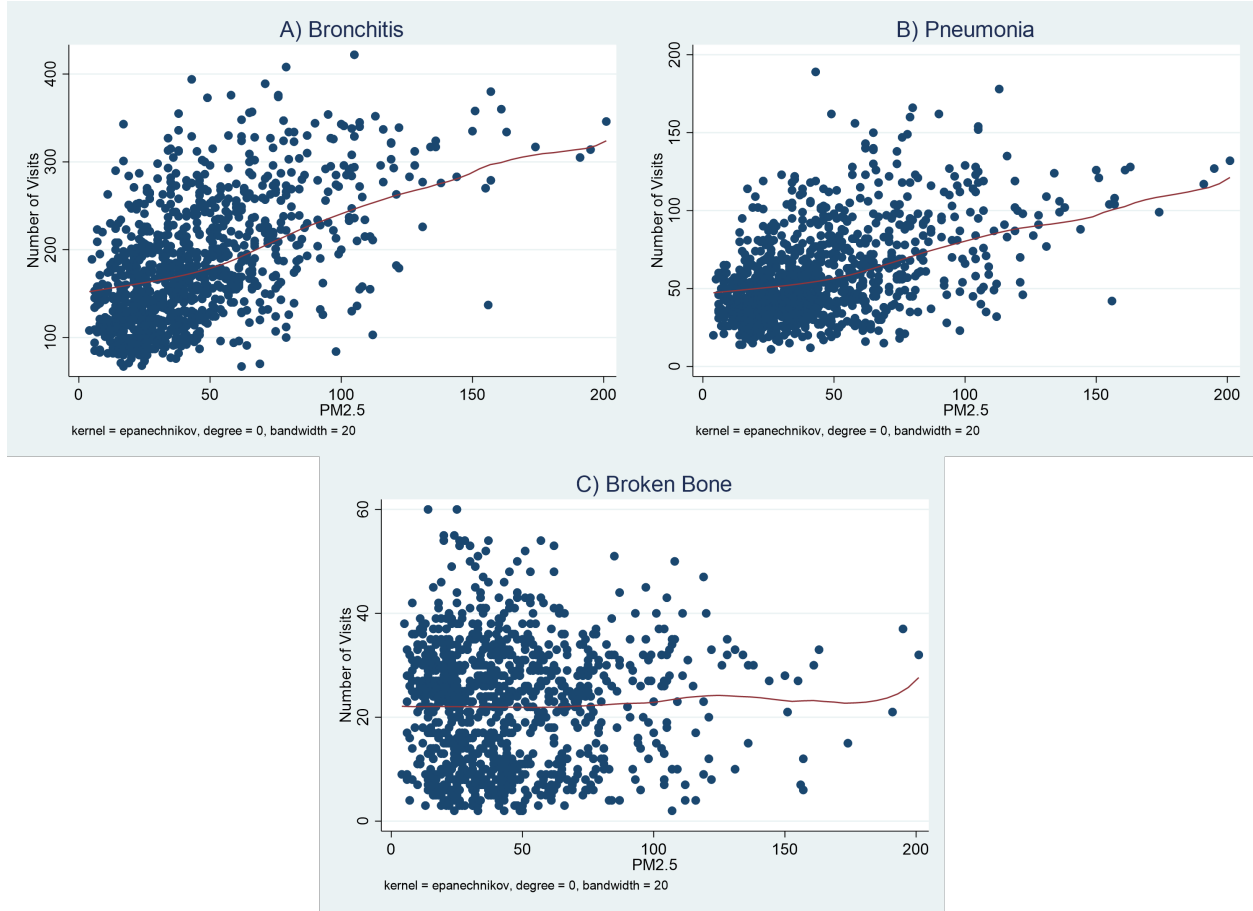 A) Bronchitis
Number of Visits
400
300
200
100
0 50 100 150 200
PM2.5
kernel = epanechnikov, degree = 0, bandwidth = 20
B) Pneumonia
Number of Visits
200
150
100
50
0
0 50 100 150 200
PM2.5
kernel = epanechnikov, degree = 0, bandwidth = 20
C) Broken Bone
Number of Visits
60
40
20
0
0 50 100 150 200
PM2.5
kernel = epanechnikov, degree = 0, bandwidth = 20